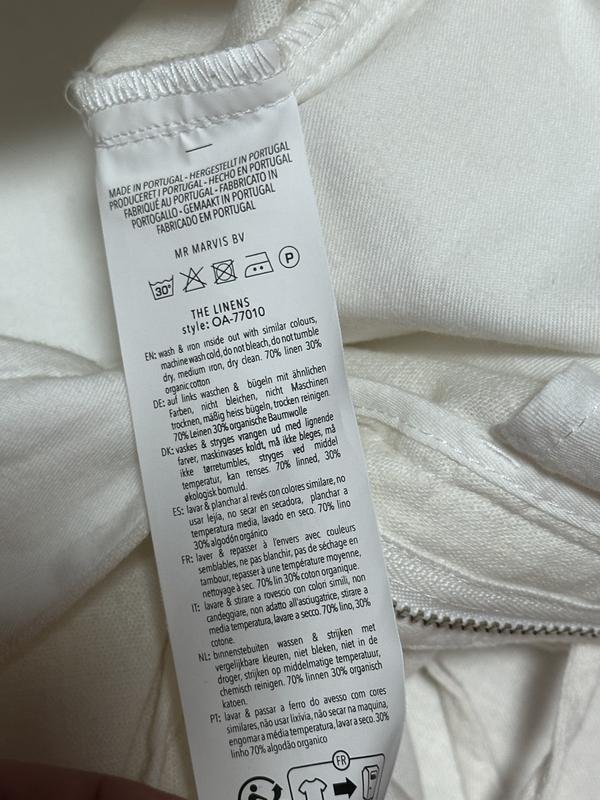 MADE IN PORTUGAL - HERGESTELLT IN PORTUGAL
PRODUCERET I PORTUGAL - HECHO EN PORTUGAL
FABRIQUÉ AU PORTUGAL - FABBRICATO IN
PORTOGALLO - GEMAAKT IN PORTUGAL
FABRICADO EM PORTUGAL
MR MARVIS BV
30° P
THE LINENS
style: OA-77010
EN: wash & iron inside out with similar colours,
machine wash cold, do not bleach, do not tumble
dry, medium iron, dry clean. 70% linen 30%
organic cotton
DE: auf links waschen & bügeln mit ähnlichen
Farben, nicht bleichen, nicht Maschinen
trocknen, mäßig heiss bügeln, trocken reinigen.
70% Leinen 30% organische Baumwolle
DK: vaskes & stryges vrangen ud med lignende
farver, maskinvases koldt, må ikke bleges, må
ikke tørretumbles, stryges ved middel
temperatur, kan renses. 70% linned, 30%
økologisk bomuld.
ES: lavar & planchar al revés con colores similare, no
usar lejía, no secar en secadora, planchar a
temperatura media, lavado en seco. 70% lino
30% algodón orgánico
FR: laver & repasser à l'envers avec couleurs
semblables, ne pas blanchir, pas de séchage en
tambour, repasser à une température moyenne,
nettoyage à sec. 70% lin 30% coton organique.
IT: lavare & stirare a rovescio con colori simili, non
candeggiare, non adatto all'asciugatrice, stirare a
media temperatura, lavare a secco. 70% lino, 30%
cotone.
NL: binnenstebuiten wassen & strijken met
vergelijkbare kleuren, niet bleken, niet in de
droger, strijken op middelmatige temperatuur,
chemisch reinigen. 70% linnen 30% organisch
katoen.
PT: lavar & passar a ferro do avesso com cores
similares, não usar lixívia, não secar na maquina,
engomar a média temperatura, lavar a seco. 30%
linho 70% algodão organico
FR